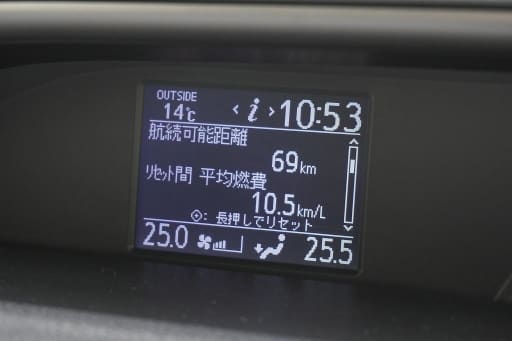 OUTSIDE
14℃
< i > 10:53
航続可能距離
69km
リセット間 平均燃費
10.5km/L
: 長押しでリセット
25.0
25.5